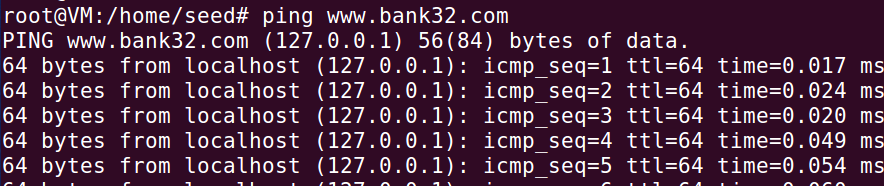 root@VM:/home/seed# ping www.bank32.com
PING www.bank32.com (127.0.0.1) 56(84) bytes of data.
64 bytes from localhost (127.0.0.1): icmp_seq=1 ttl=64 time=0.017 ms
64 bytes from localhost (127.0.0.1): icmp_seq=2 ttl=64 time=0.024 ms
64 bytes from localhost (127.0.0.1): icmp_seq=3 ttl=64 time=0.020 ms
64 bytes from localhost (127.0.0.1): icmp_seq=4 ttl=64 time=0.049 ms
64 bytes from localhost (127.0.0.1): icmp_seq=5 ttl=64 time=0.054 ms